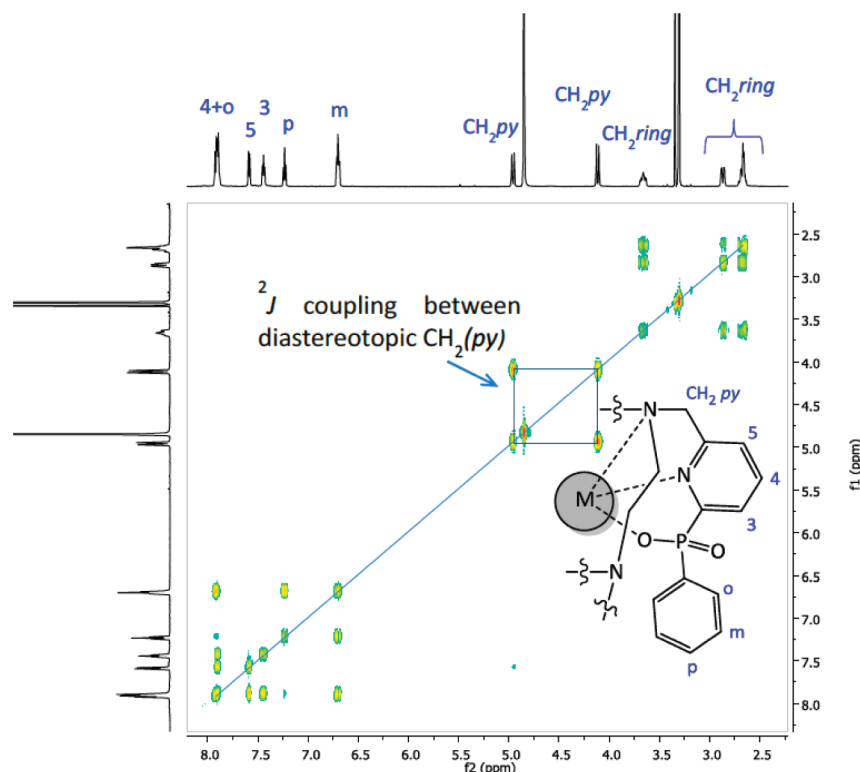 4+o
5
3
p
m
CH2py
CH2py
CH2ring
CH2ring
2J coupling between
diastereotopic CH2(py)
N
CH2 py
5
N
4
M
3
O
P
O
N
o
m
p
2.5
3.0
3.5
4.0
4.5
5.0
5.5
6.0
6.5
7.0
7.5
8.0
f1 (ppm)
8.0 7.5 7.0 6.5 6.0 5.5 5.0 4.5 4.0 3.5 3.0 2.5
f2 (ppm)